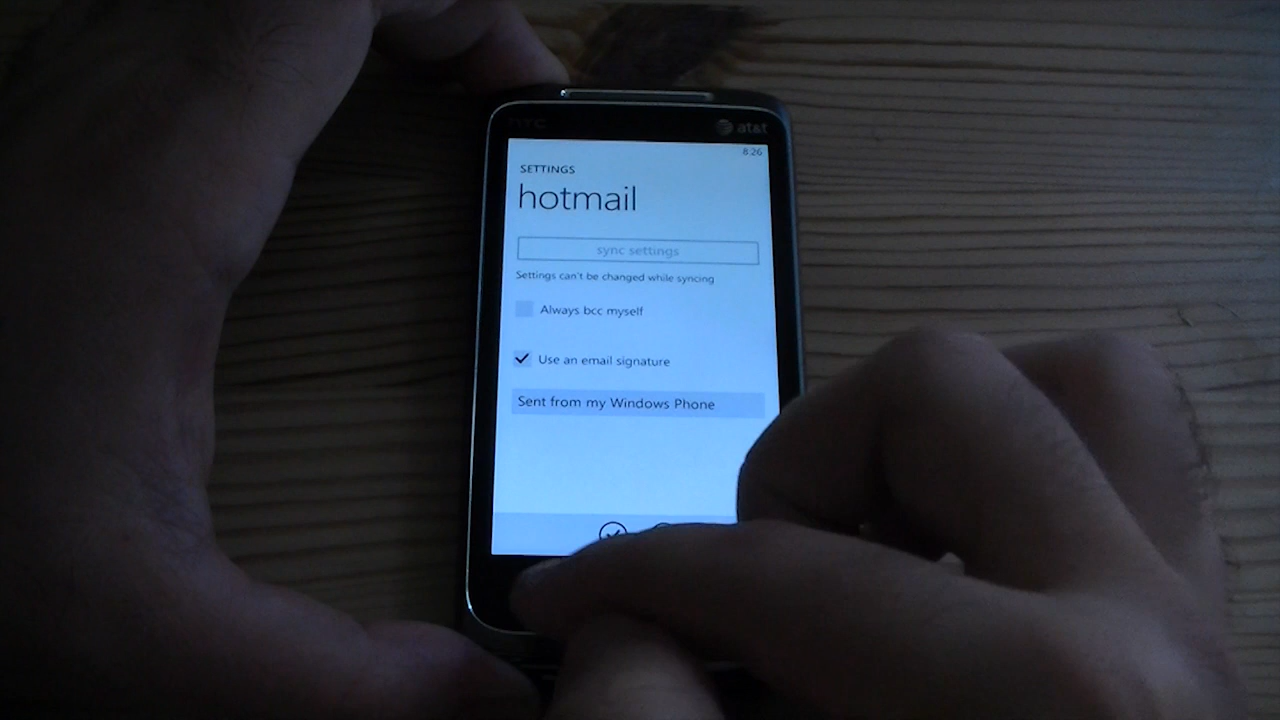 hTC
at&t
8:26
SETTINGS
hotmail
sync settings
Settings can't be changed while syncing
Always bcc myself
Use an email signature
Sent from my Windows Phone